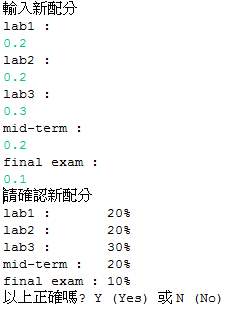 輸入新配分
lab1 :
0.2
lab2 :
0.2
lab3 :
0.3
mid-term :
0.2
final exam :
0.1
請確認新配分
lab1 :       20%
lab2 :       20%
lab3 :       30%
mid-term :   20%
final exam : 10%
以上正確嗎? Y (Yes) 或 N (No)